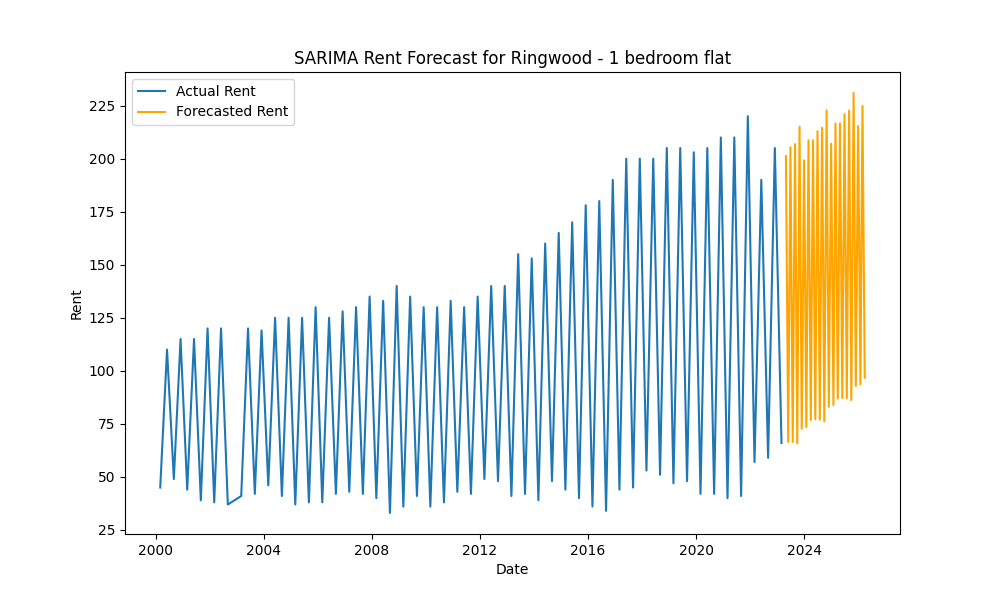 SARIMA Rent Forecast for Ringwood - 1 bedroom flat
Actual Rent
Forecasted Rent
225
200
175
150
125
100
75
50
25
Rent
2000 2004 2008 2012 2016 2020 2024
Date